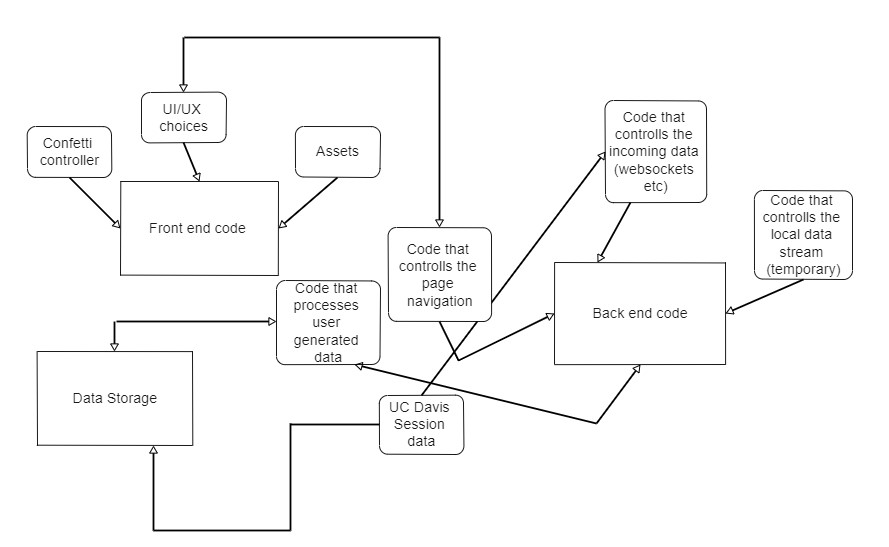 UI/UX
choices
Confetti
controller
Assets
Front end code
Code that
controlls the
incoming data
(websockets
etc)
Code that
controlls the
local data
stream
(temporary)
Code that
controlls the
page
navigation
Code that
processes
user
generated
data
Back end code
Data Storage
UC Davis
Session
data